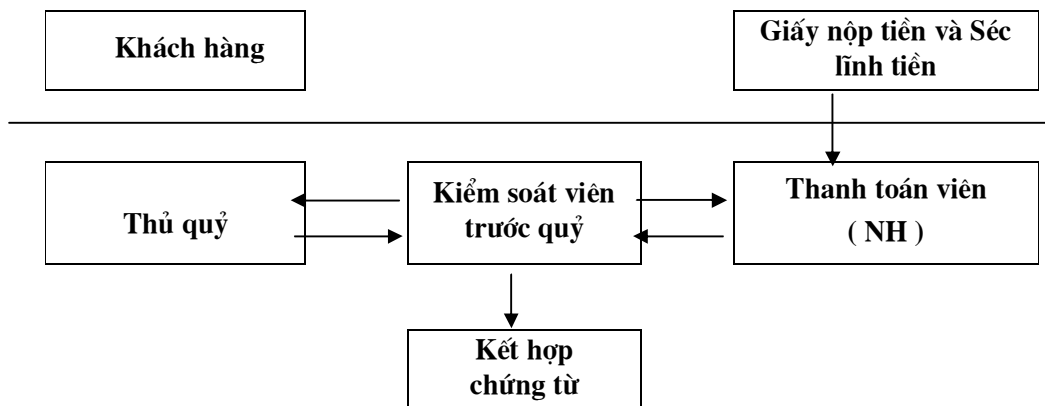 Khách hàng
Giấy nộp tiền và Séc
lĩnh tiền
Thủ quỷ
Kiểm soát viên
trước quỷ
Thanh toán viên
( NH )
Kết hợp
chứng từ